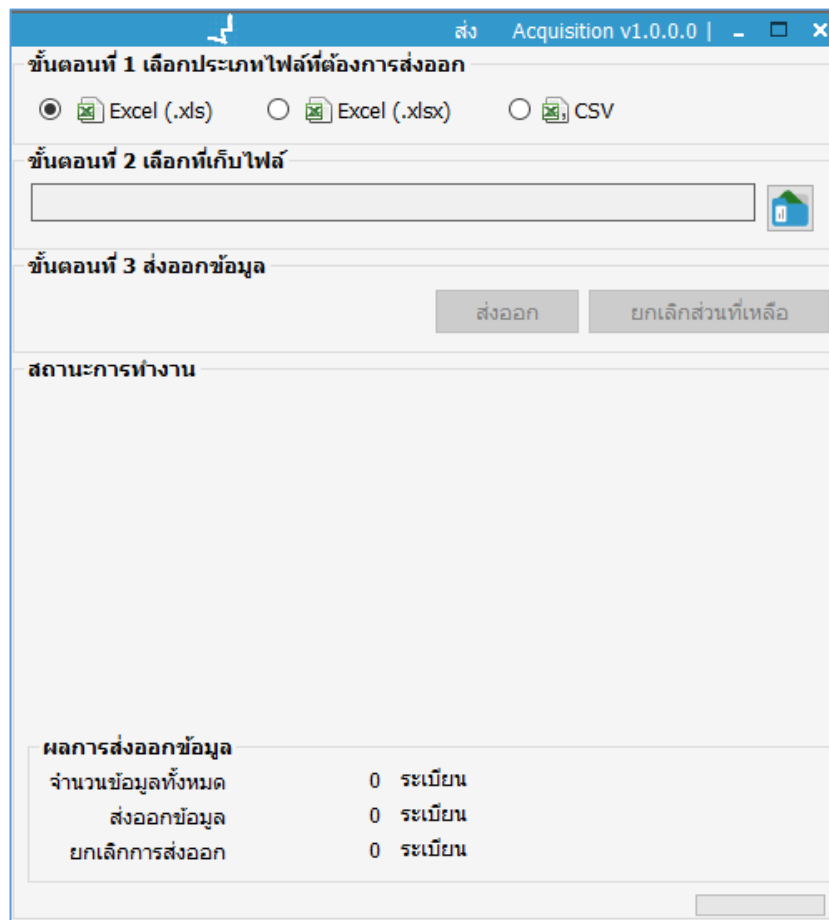 ส่ง Acquisition v1.0.0.0 |
ขั้นตอนที่ 1 เลือกประเภทไฟล์ที่ต้องการส่งออก
Excel (.xls) Excel (.xlsx) CSV
ขั้นตอนที่ 2 เลือกที่เก็บไฟล์
ขั้นตอนที่ 3 ส่งออกข้อมูล
ส่งออก ยกเลิกส่วนที่เหลือ
สถานะการทำงาน
ผลการส่งออกข้อมูล
จำนวนข้อมูลทั้งหมด 0 ระเบียน
ส่งออกข้อมูล 0 ระเบียน
ยกเลิกการส่งออก 0 ระเบียน